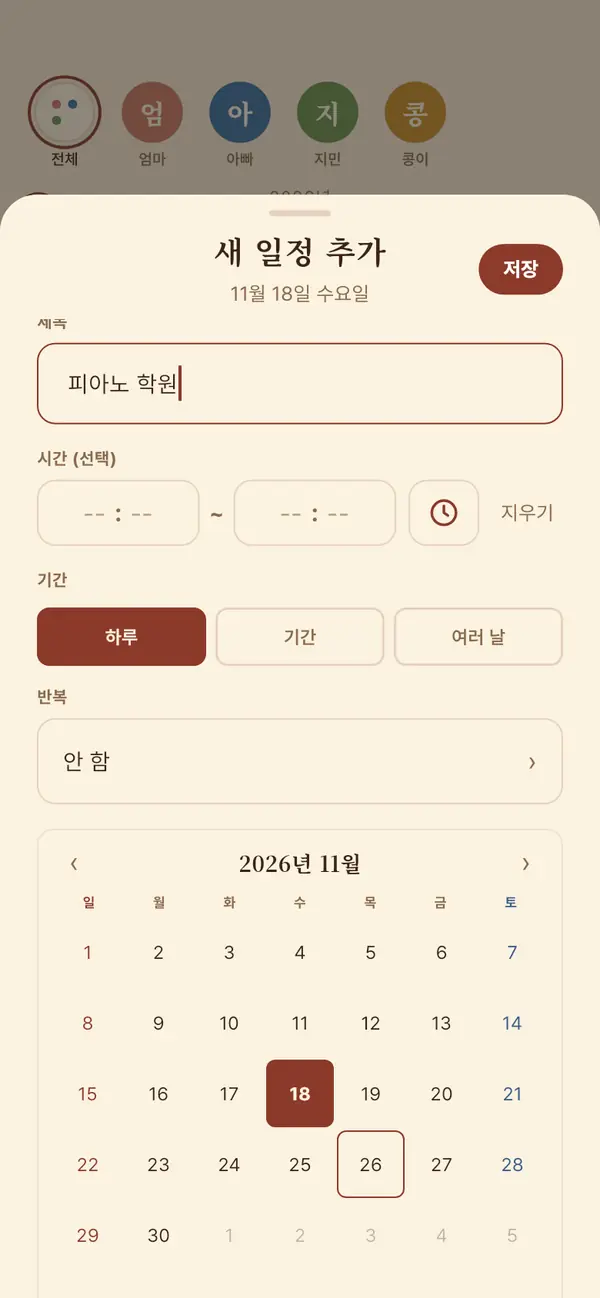 엄 아 지 콩
전체 엄마 아빠 지민 콩이
새 일정 추가
저장
11월 18일 수요일
제목
피아노 학원
시간 (선택)
-- : -- ~ -- : -- 지우기
기간
하루 기간 여러 날
반복
안 함 ›
‹ 2026년 11월 ›
일 월 화 수 목 금 토
1 2 3 4 5 6 7
8 9 10 11 12 13 14
15 16 17 18 19 20 21
22 23 24 25 26 27 28
29 30 1 2 3 4 5